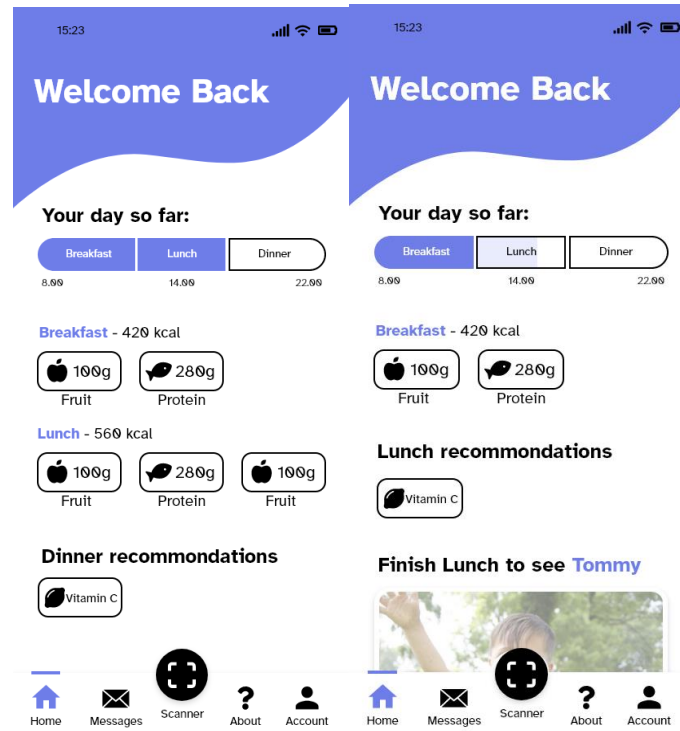 15:23
Welcome Back
Your day so far:
Breakfast Lunch Dinner
8.00 14.00 22.00
Breakfast - 420 kcal
100g 280g
Fruit Protein
Lunch - 560 kcal
100g 280g 100g
Fruit Protein Fruit
Dinner recommondations
Vitamin C
Home Messages Scanner About Account
15:23
Welcome Back
Your day so far:
Breakfast Lunch Dinner
8.00 14.00 22.00
Breakfast - 420 kcal
100g 280g
Fruit Protein
Lunch recommondations
Vitamin C
Finish Lunch to see Tommy
Home Messages Scanner About Account